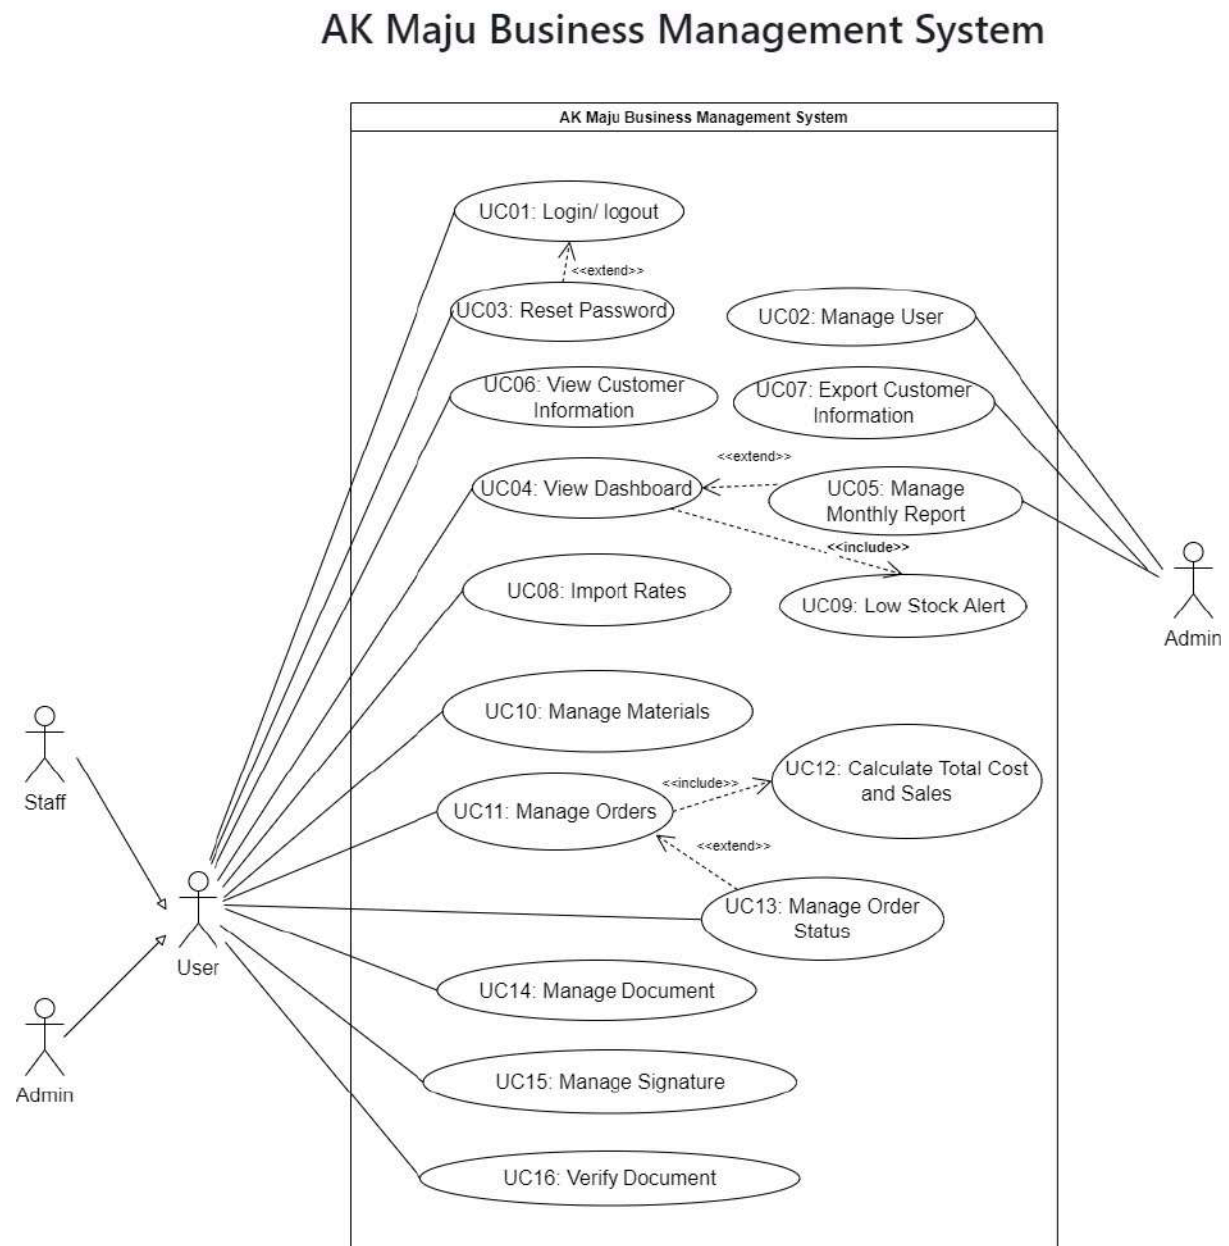 AK Maju Business Management System
AK Maju Business Management System
UC01: Login/ logout
<<extend>>
UC03: Reset Password
UC02: Manage User
UC06: View Customer
Information
UC07: Export Customer
Information
<<extend>>
UC04: View Dashboard
UC05: Manage
Monthly Report
<<include>>
UC08: Import Rates
UC09: Low Stock Alert
Admin
UC10: Manage Materials
Staff
UC11: Manage Orders
<<include>>
UC12: Calculate Total Cost
and Sales
<<extend>>
UC13: Manage Order
Status
User
UC14: Manage Document
Admin
UC15: Manage Signature
UC16: Verify Document